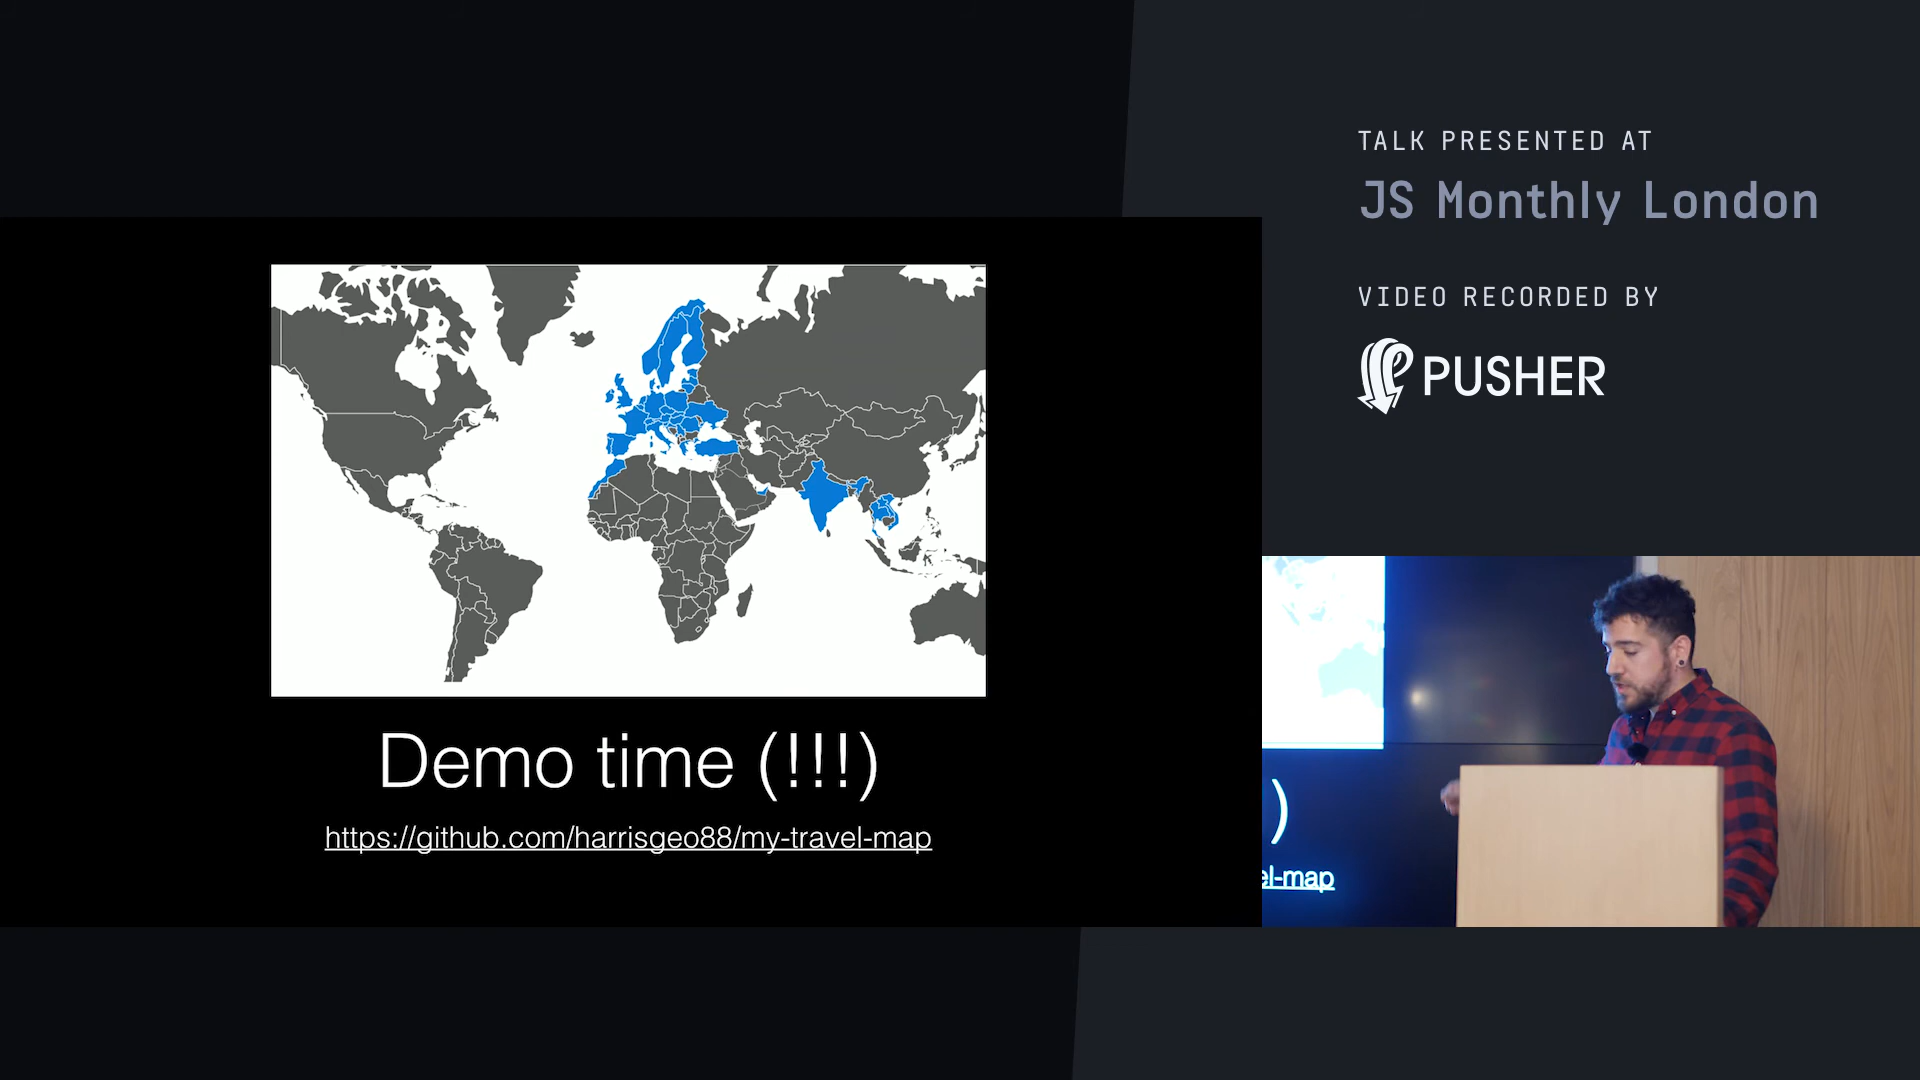 TALK PRESENTED AT
JS Monthly London
VIDEO RECORDED BY
PUSHER
Demo time (!!!)
https://github.com/harrisgeo88/my-travel-map
)
el-map